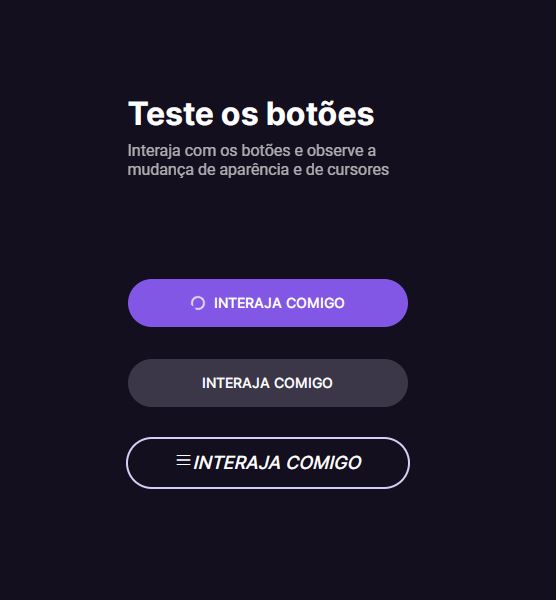 Teste os botões
Interaja com os botões e observe a
mudança de aparência e de cursores
INTERAJA COMIGO
INTERAJA COMIGO
INTERAJA COMIGO